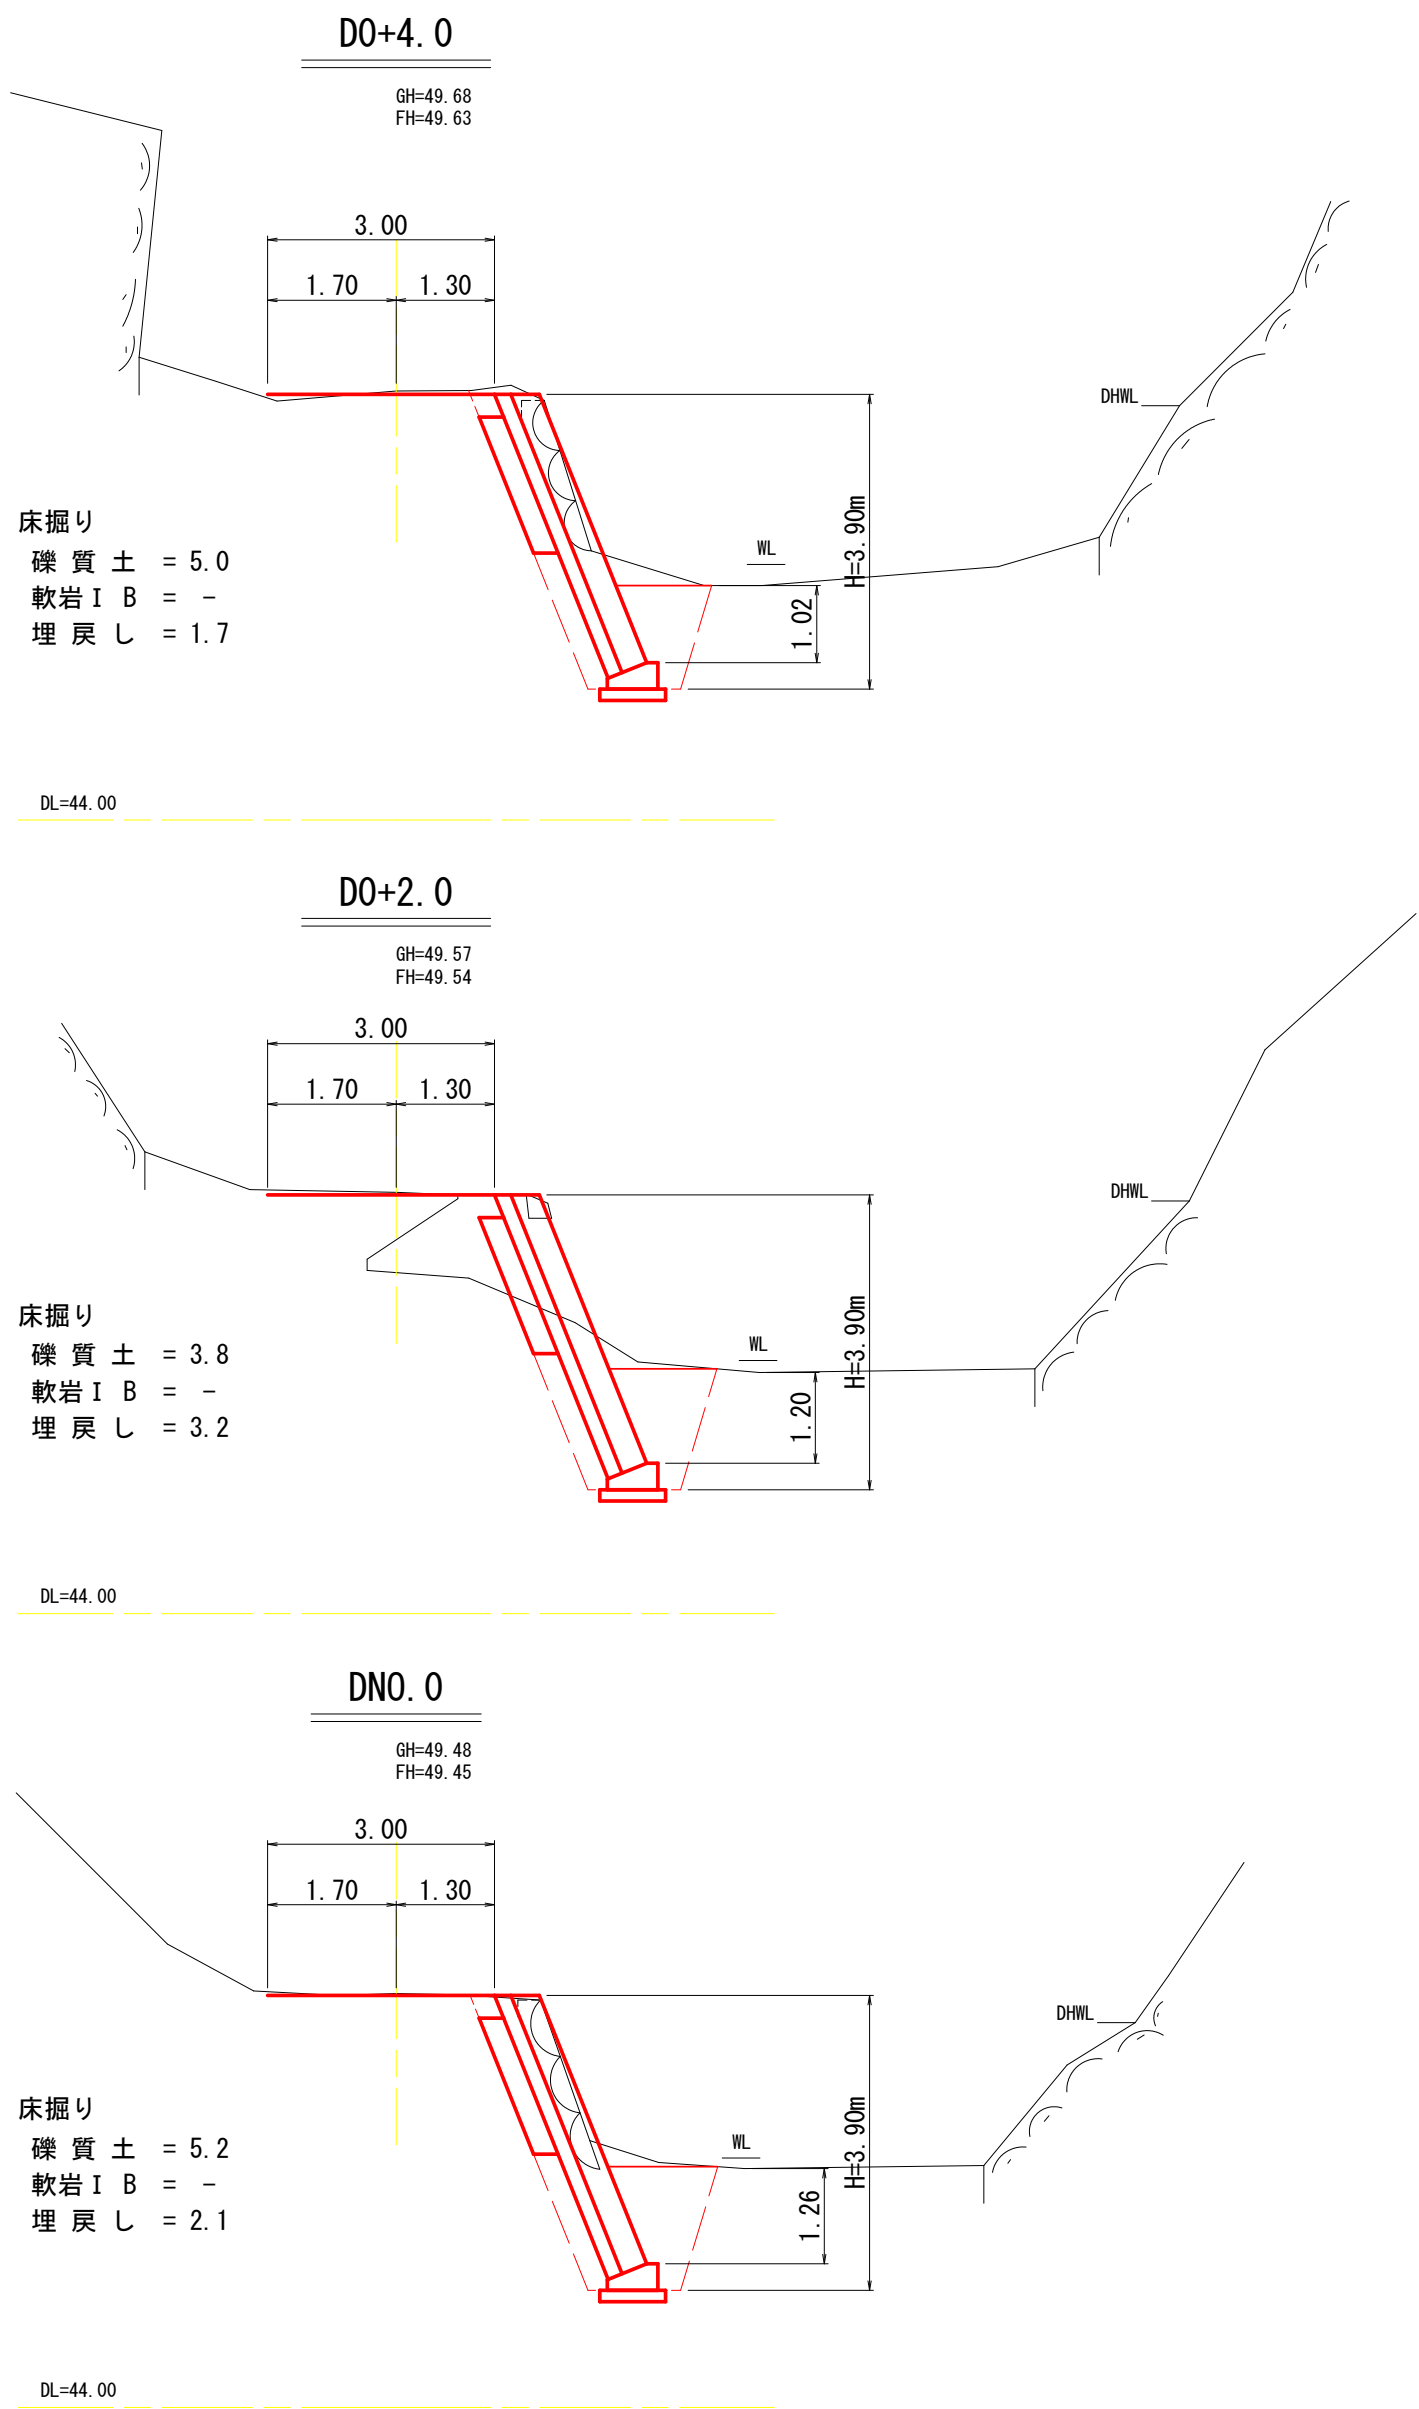 D0+4.0
GH=49.68
FH=49.63
3.00
1.70 1.30
DHWL
床掘り
礫 質 土 = 5.0
軟岩Ⅰ B = -
埋 戻 し = 1.7
WL
H=3.90m
1.02
DL=44.00
D0+2.0
GH=49.57
FH=49.54
3.00
1.70 1.30
DHWL
床掘り
礫 質 土 = 3.8
軟岩Ⅰ B = -
埋 戻 し = 3.2
WL
H=3.90m
1.20
DL=44.00
DNO.0
GH=49.48
FH=49.45
3.00
1.70 1.30
DHWL
床掘り
礫 質 土 = 5.2
軟岩Ⅰ B = -
埋 戻 し = 2.1
WL
H=3.90m
1.26
DL=44.00